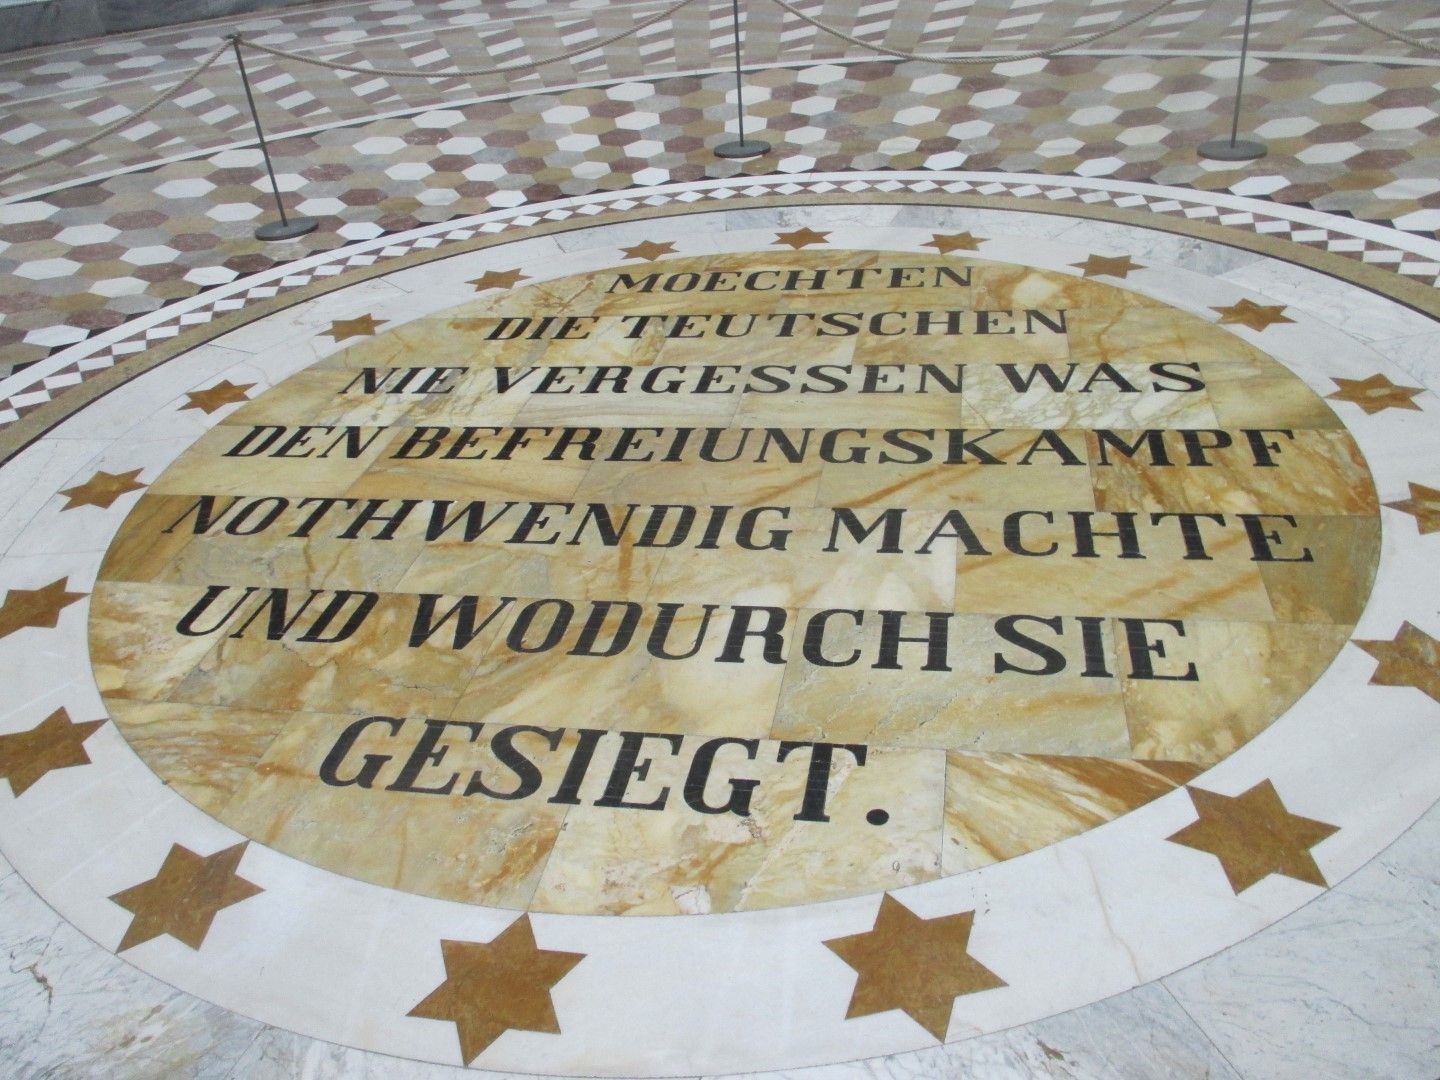 MOECHTEN
DIE TEUTSCHEN
NIE VERGESSEN WAS
DEN BEFREIUNGSKAMPF
NOTHWENDIG MACHTE
UND WODURCH SIE
GESIEGT.